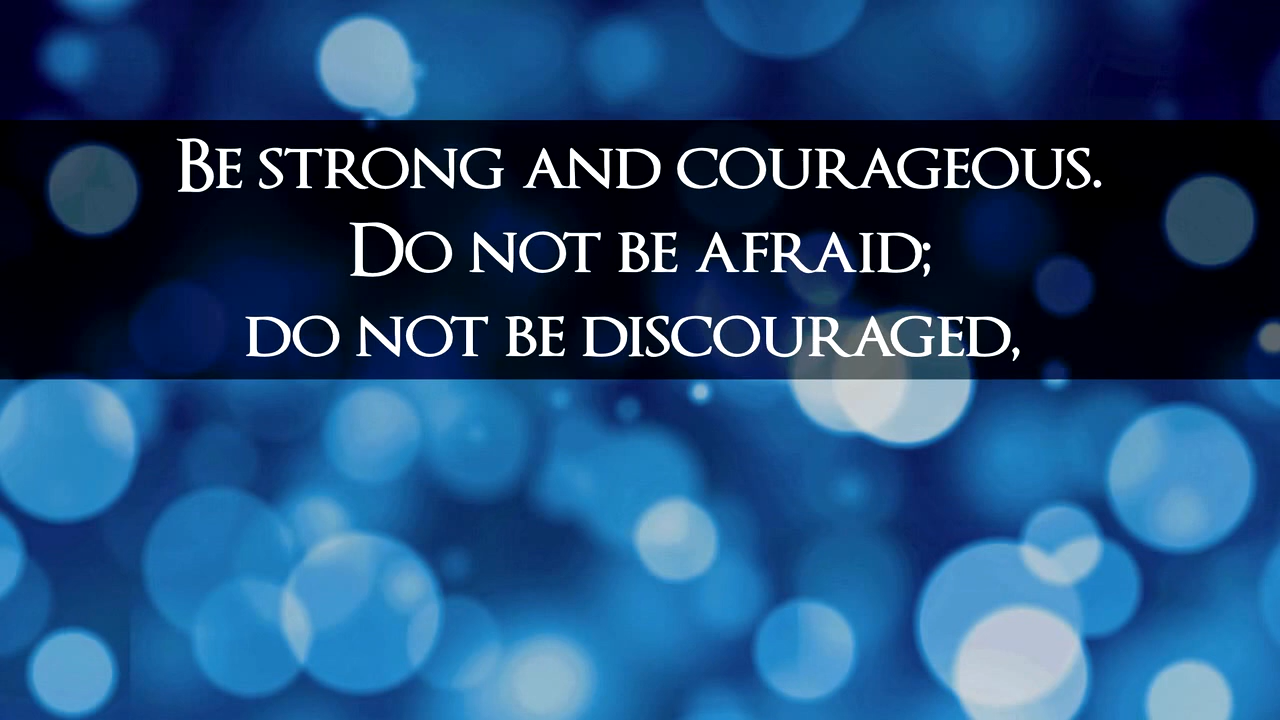 Be strong and courageous.
Do not be afraid;
do not be discouraged,